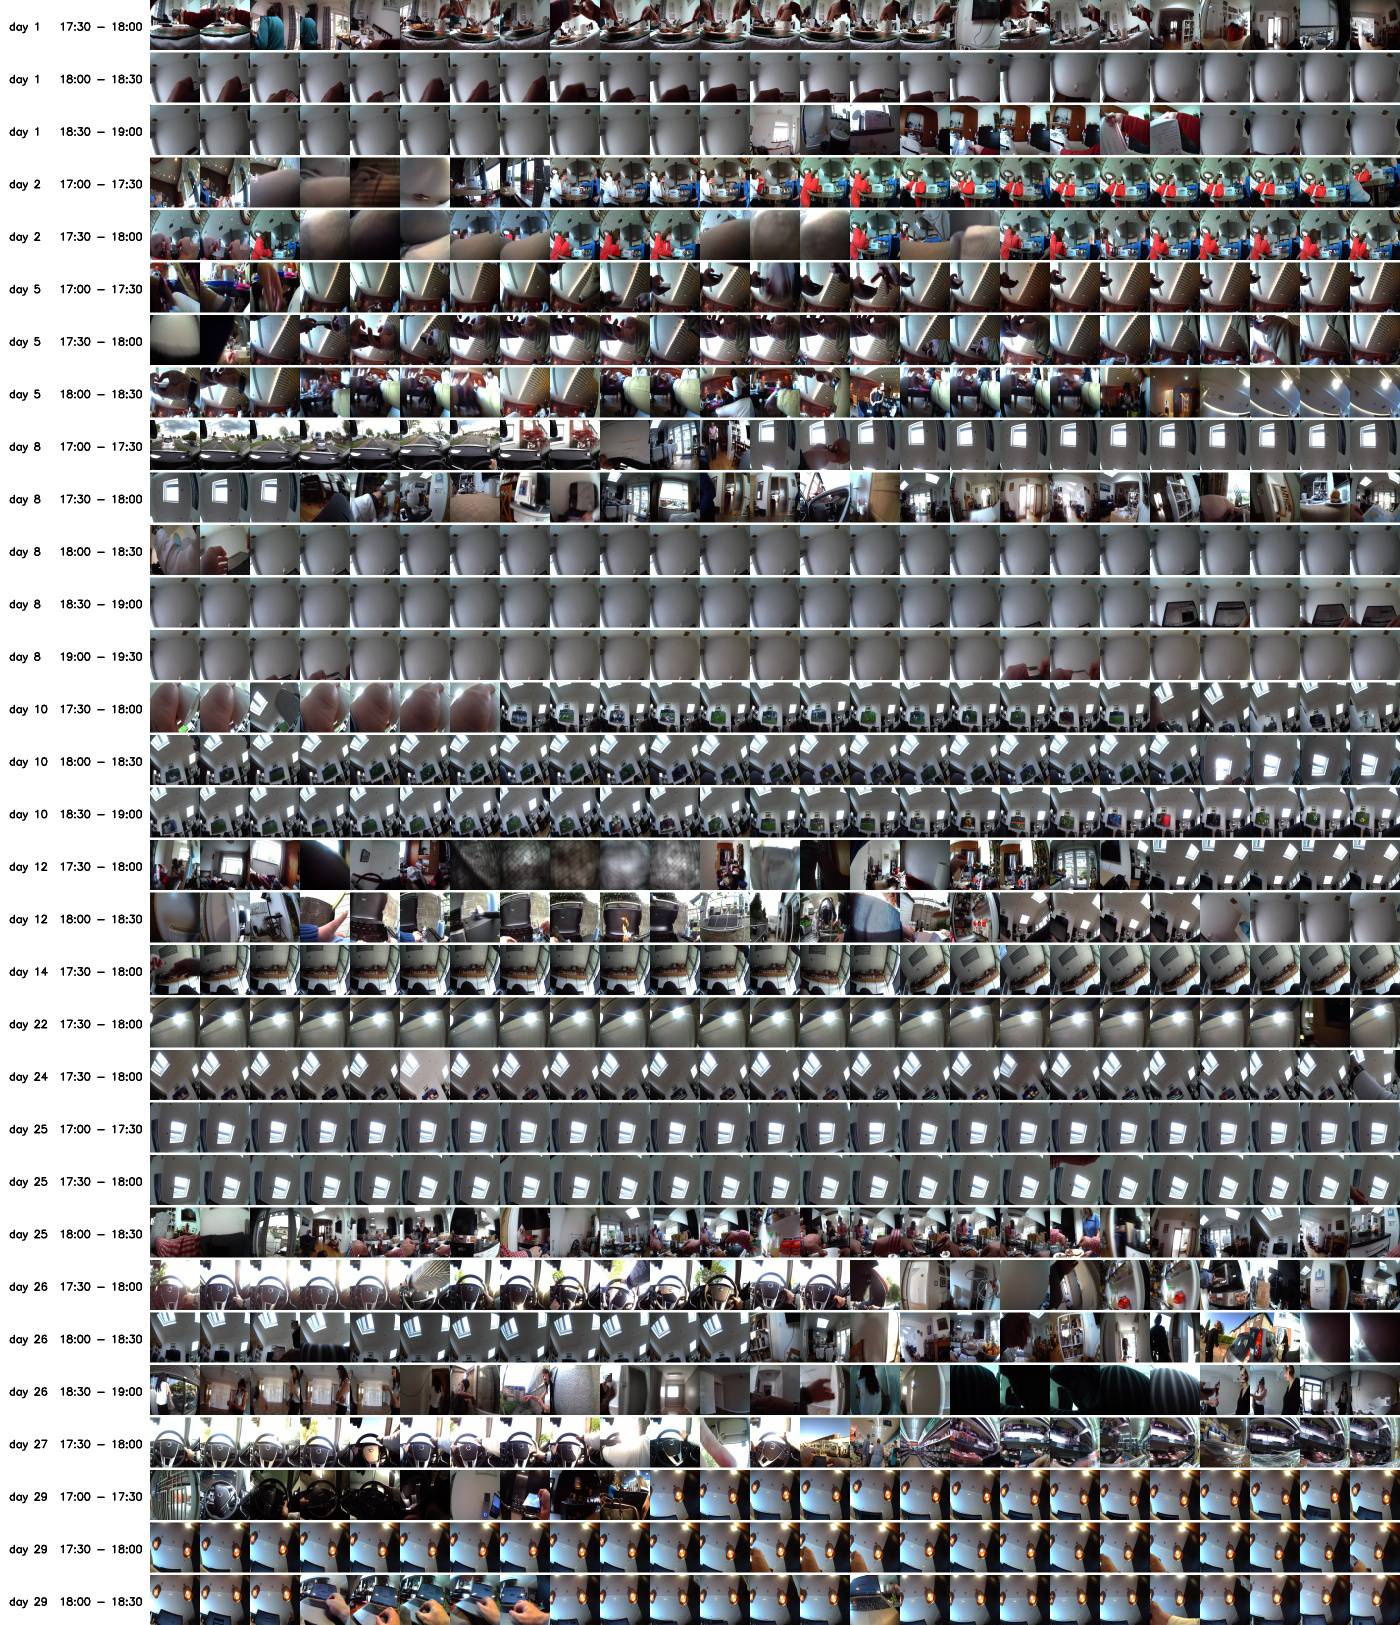 day 1 17:30 – 18:00
day 1 18:00 – 18:30
day 1 18:30 – 19:00
day 2 17:00 – 17:30
day 2 17:30 – 18:00
day 5 17:00 – 17:30
day 5 17:30 – 18:00
day 5 18:00 – 18:30
day 8 17:00 – 17:30
day 8 17:30 – 18:00
day 8 18:00 – 18:30
day 8 18:30 – 19:00
day 8 19:00 – 19:30
day 10 17:30 – 18:00
day 10 18:00 – 18:30
day 10 18:30 – 19:00
day 12 17:30 – 18:00
day 12 18:00 – 18:30
day 14 17:30 – 18:00
day 22 17:30 – 18:00
day 24 17:30 – 18:00
day 25 17:00 – 17:30
day 25 17:30 – 18:00
day 25 18:00 – 18:30
day 26 17:30 – 18:00
day 26 18:00 – 18:30
day 26 18:30 – 19:00
day 27 17:30 – 18:00
day 29 17:00 – 17:30
day 29 17:30 – 18:00
day 29 18:00 – 18:30